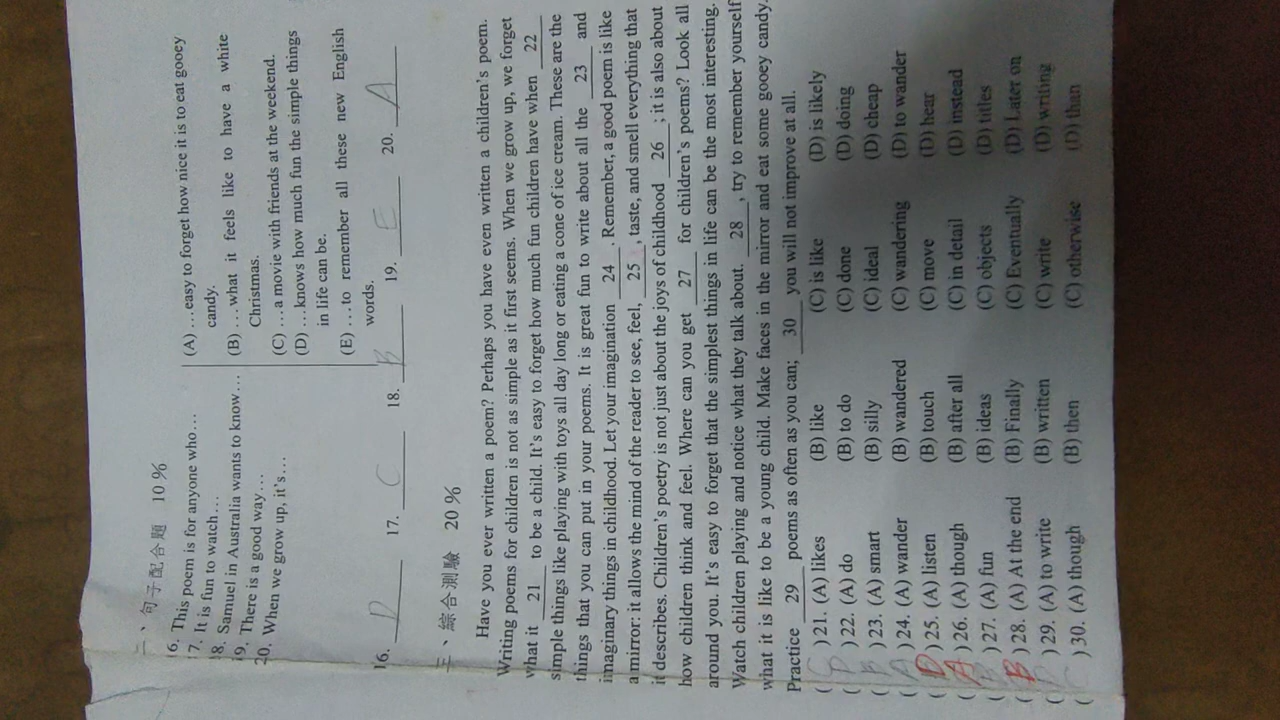 二、句子配合題 10%
16. This poem is for anyone who…
17. It is fun to watch…
18. Samuel in Australia wants to know…
19. There is a good way…
20. When we grow up, it's…
(A) …easy to forget how nice it is to eat gooey
candy.
(B) …what it feels like to have a white
Christmas.
(C) …a movie with friends at the weekend.
(D) …knows how much fun the simple things
in life can be.
(E) …to remember all these new English
words.
16. D 17. C 18. B 19. E 20. A
三、綜合測驗 20%
Have you ever written a poem? Perhaps you have even written a children's poem.
Writing poems for children is not as simple as it first seems. When we grow up, we forget
what it 21 to be a child. It's easy to forget how much fun children have when 22
simple things like playing with toys all day long or eating a cone of ice cream. These are the
things that you can put in your poems. It is great fun to write about all the 23 and
imaginary things in childhood. Let your imagination 24 . Remember, a good poem is like
a mirror: it allows the mind of the reader to see, feel, 25 , taste, and smell everything that
it describes. Children's poetry is not just about the joys of childhood 26 ; it is also about
how children think and feel. Where can you get 27 for children's poems? Look all
around you. It's easy to forget that the simplest things in life can be the most interesting.
Watch children playing and notice what they talk about. 28 , try to remember yourself
what it is like to be a young child. Make faces in the mirror and eat some gooey candy.
Practice 29 poems as often as you can; 30 you will not improve at all.
( C ) 21. (A) likes (B) like (C) is like (D) is likely
( D ) 22. (A) do (B) to do (C) done (D) doing
( B ) 23. (A) smart (B) silly (C) ideal (D) cheap
( A ) 24. (A) wander (B) wandered (C) wandering (D) to wander
( D ) 25. (A) listen (B) touch (C) move (D) hear
( A ) 26. (A) though (B) after all (C) in detail (D) instead
( B ) 27. (A) fun (B) ideas (C) objects (D) titles
( B ) 28. (A) At the end (B) Finally (C) Eventually (D) Later on
( D ) 29. (A) to write (B) written (C) write (D) writing
( C ) 30. (A) though (B) then (C) otherwise (D) than